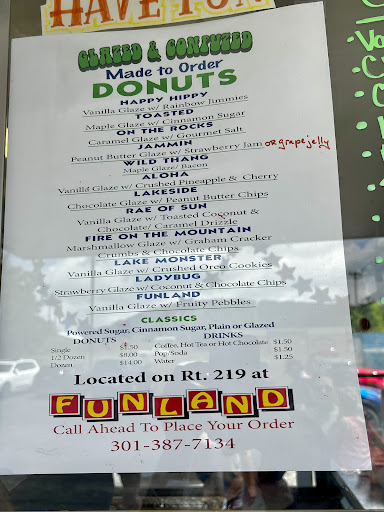 HAVE FUN
GLAZED & CONFUZED
Made to Order
DONUTS
HAPPY HIPPY
Vanilla Glaze w/ Rainbow Jimmies
TOASTED
Maple Glaze w/ Cinnamon Sugar
ON THE ROCKS
Caramel Glaze w/ Gourmet Salt
JAMMIN
Peanut Butter Glaze w/ Strawberry Jam or grape jelly
WILD THANG
Maple Glaze/ Bacon
ALOHA
Vanilla Glaze w/ Crushed Pineapple & Cherry
LAKESIDE
Chocolate Glaze w/ Peanut Butter Chips
RAE OF SUN
Vanilla Glaze w/ Toasted Coconut &
Chocolate/ Caramel Drizzle
FIRE ON THE MOUNTAIN
Marshmallow Glaze w/ Graham Cracker
Crumbs & Chocolate Chips
LAKE MONSTER
Vanilla Glaze w/ Crushed Oreo Cookies
LADYBUG
Strawberry Glaze w/ Coconut & Chocolate Chips
FUNLAND
Vanilla Glaze w/ Fruity Pebbles
CLASSICS
Powdered Sugar, Cinnamon Sugar, Plain or Glazed
DONUTS DRINKS
Single .50 Coffee, Hot Tea or Hot Chocolate $1.50
1/2 Dozen $8.00 Pop/Soda $1.50
Dozen $14.00 Water $1.25
Located on Rt. 219 at
FUNLAND
Call Ahead To Place Your Order
301-387-7134